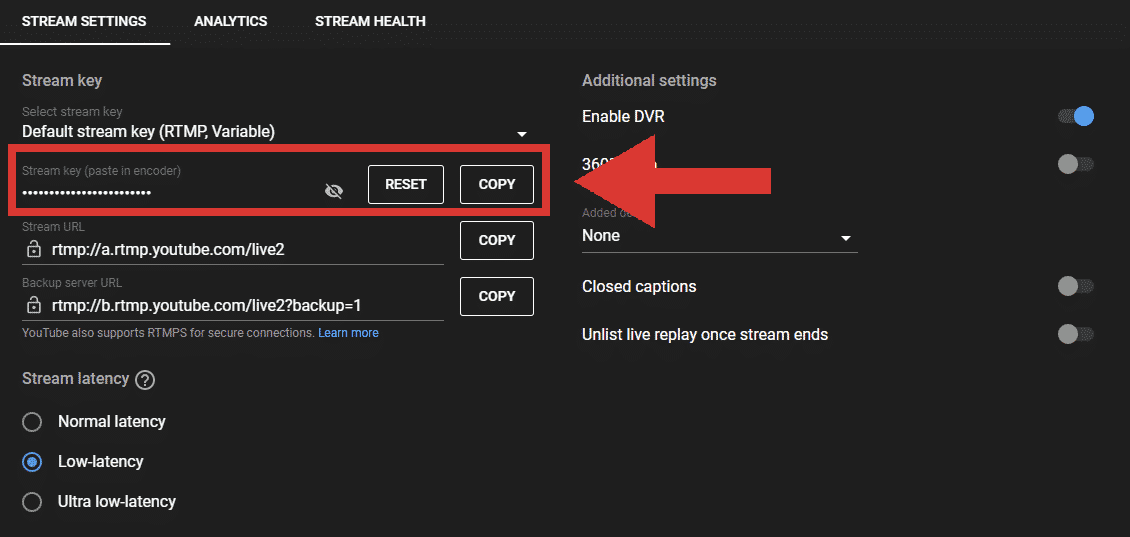 STREAM SETTINGS ANALYTICS STREAM HEALTH
Stream key
Select stream key
Default stream key (RTMP, Variable)
Stream key (paste in encoder)
••••••••••••••••••••••••
RESET COPY
Stream URL
rtmp://a.rtmp.youtube.com/live2
COPY
Backup server URL
rtmp://b.rtmp.youtube.com/live2?backup=1
COPY
YouTube also supports RTMPS for secure connections. Learn more
Stream latency
Normal latency
Low-latency
Ultra low-latency
Additional settings
Enable DVR
Added
None
Closed captions
Unlist live replay once stream ends